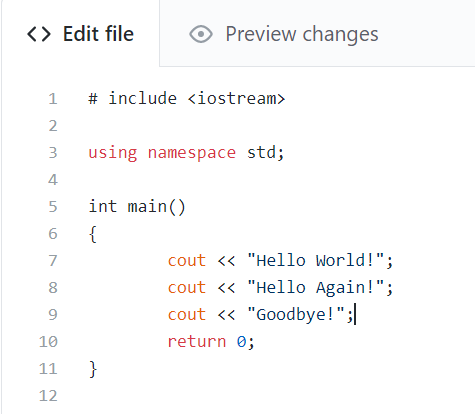 <> Edit file Preview changes
1 # include <iostream>
2
3 using namespace std;
4
5 int main()
6 {
7 cout << "Hello World!";
8 cout << "Hello Again!";
9 cout << "Goodbye!";
10 return 0;
11 }
12